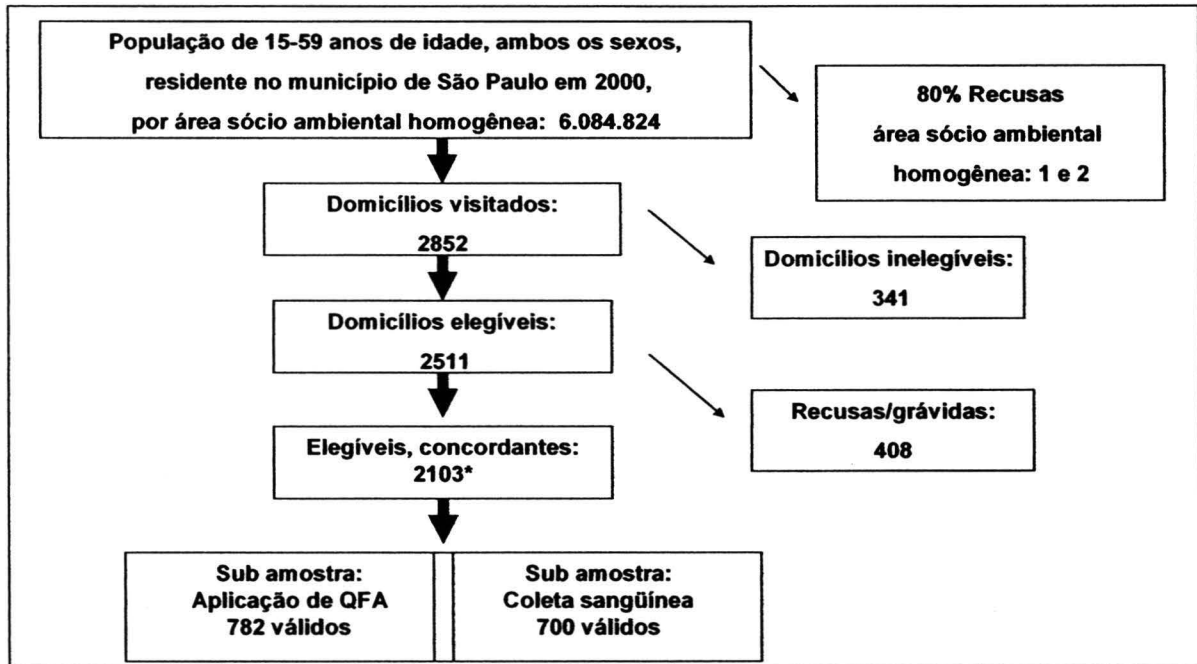 População de 15-59 anos de idade, ambos os sexos,
residente no município de São Paulo em 2000,
por área sócio ambiental homogênea: 6.084.824
80% Recusas
área sócio ambiental
homogênea: 1 e 2
Domicílios visitados:
2852
Domicílios inelegíveis:
341
Domicílios elegíveis:
2511
Recusas/grávidas:
408
Elegíveis, concordantes:
2103*
Sub amostra:
Aplicação de QFA
782 válidos
Sub amostra:
Coleta sangüínea
700 válidos